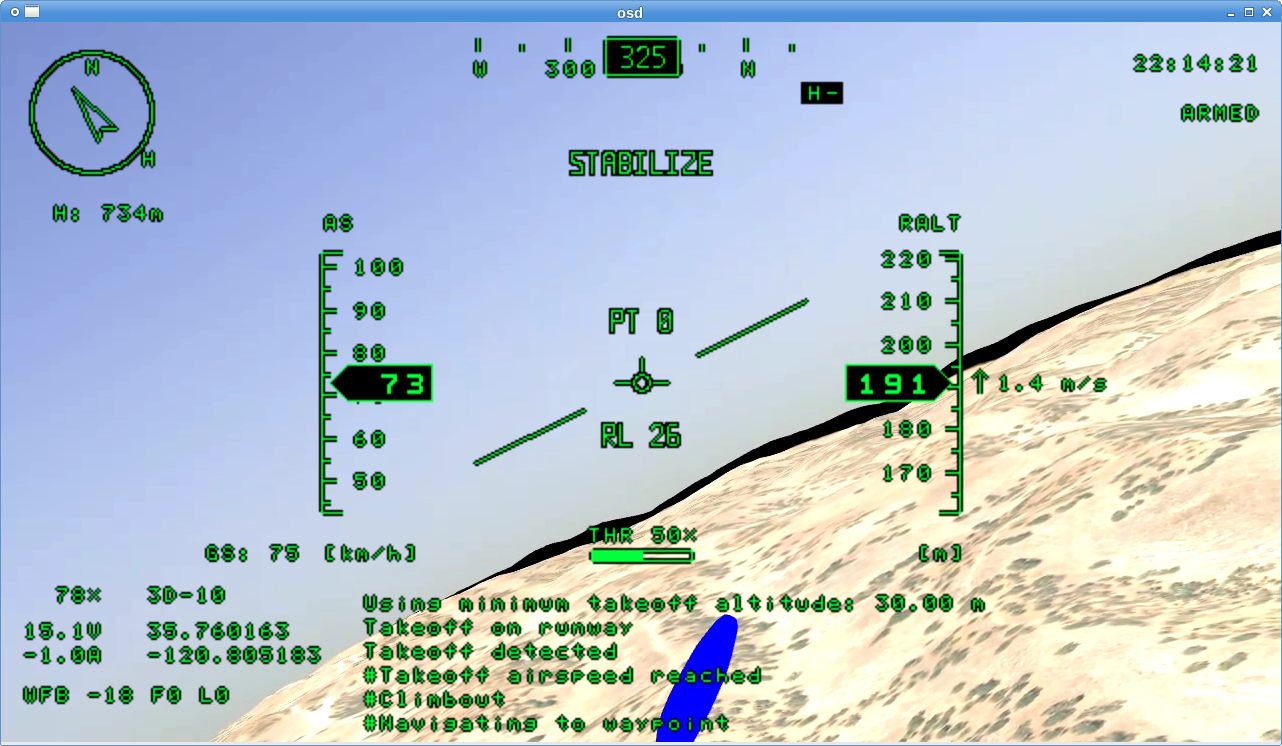 osd
N
H
H: 734m
W 300 325 N
H-
22:14:21
ARMED
STABILIZE
AS
100
90
80
73
60
50
GS: 75 [km/h]
PT 0
RL 26
THR 50%
RALT
220
210
200
191
180
170
↑ 1.4 m/s
[m]
78% 3D-10
15.1V 35.760163
-1.0A -120.805183
WFB -18 F0 L0
Using minimum takeoff altitude: 30.00 m
Takeoff on runway
Takeoff detected
#Takeoff airspeed reached
#Climbout
#Navigating to waypoint